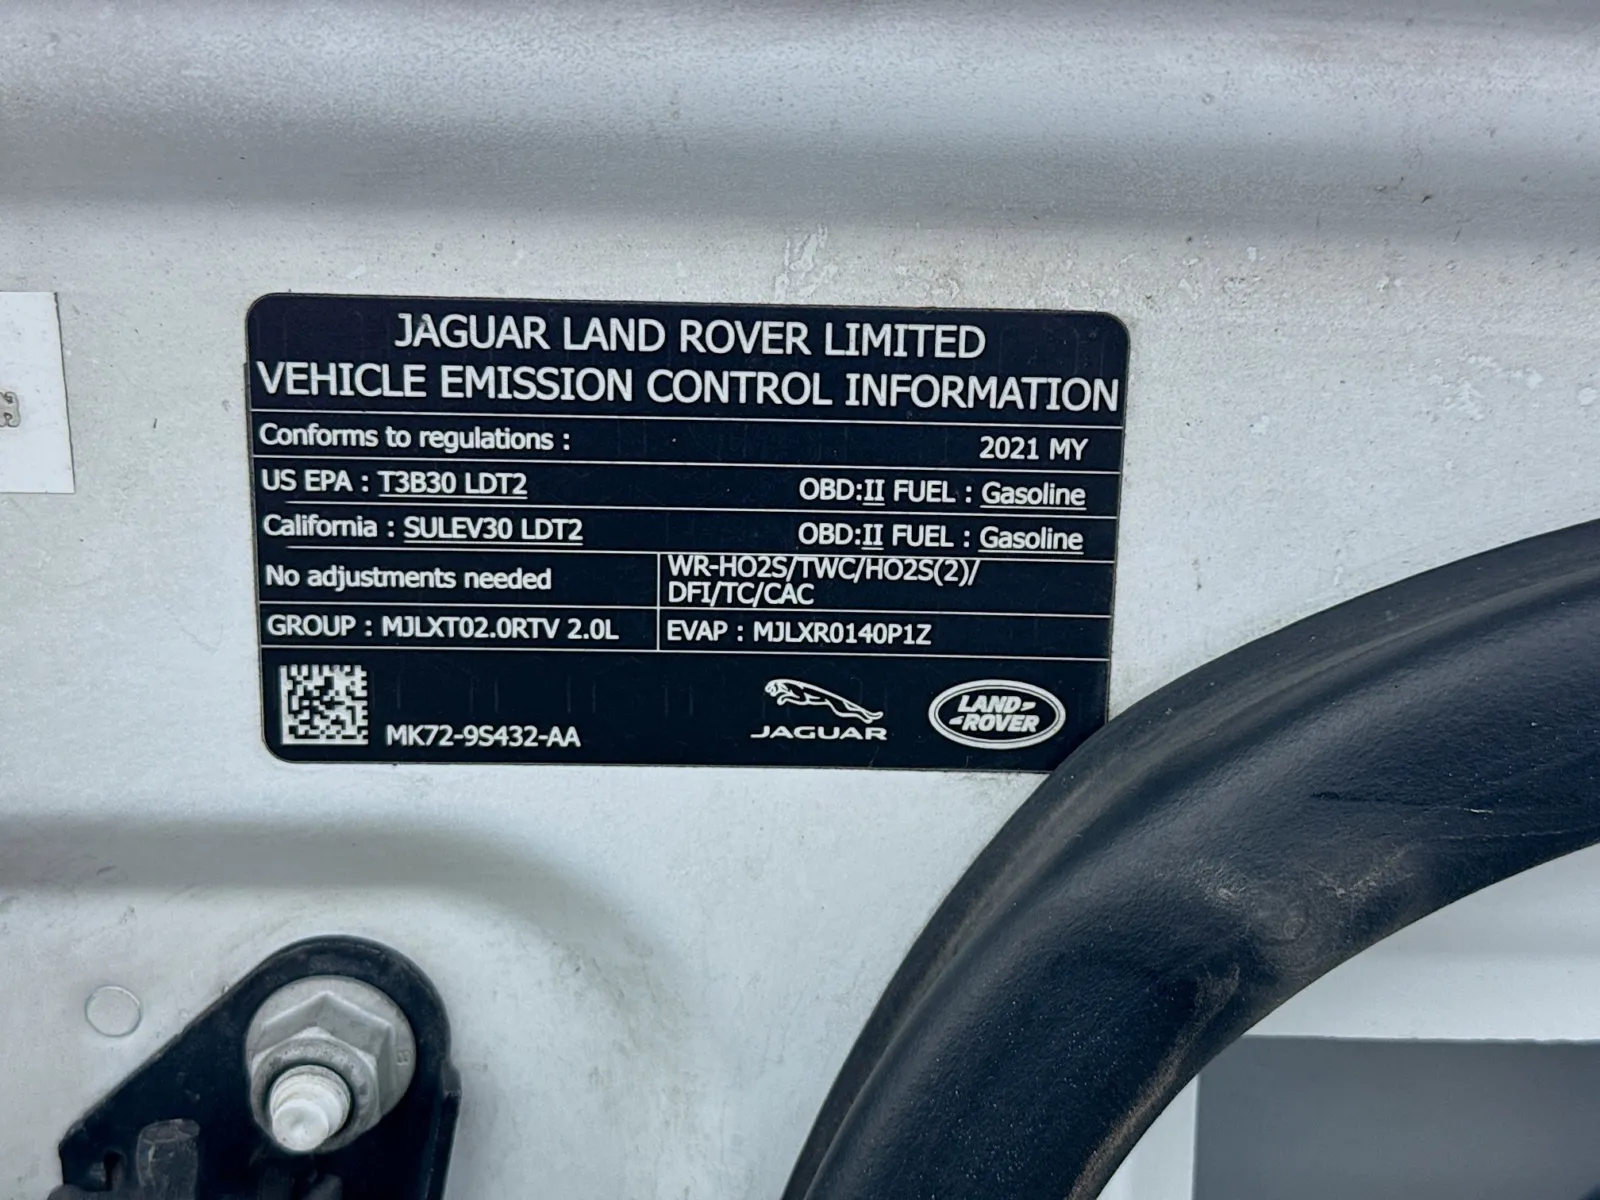 JAGUAR LAND ROVER LIMITED
VEHICLE EMISSION CONTROL INFORMATION
Conforms to regulations : 2021 MY
US EPA : T3B30 LDT2 OBD:II FUEL : Gasoline
California : SULEV30 LDT2 OBD:II FUEL : Gasoline
No adjustments needed
WR-HO2S/TWC/HO2S(2)/
DFI/TC/CAC
GROUP : MJLXT02.0RTV 2.0L
EVAP : MJLXR0140P1Z
MK72-9S432-AA
JAGUAR
LAND-
-ROVER